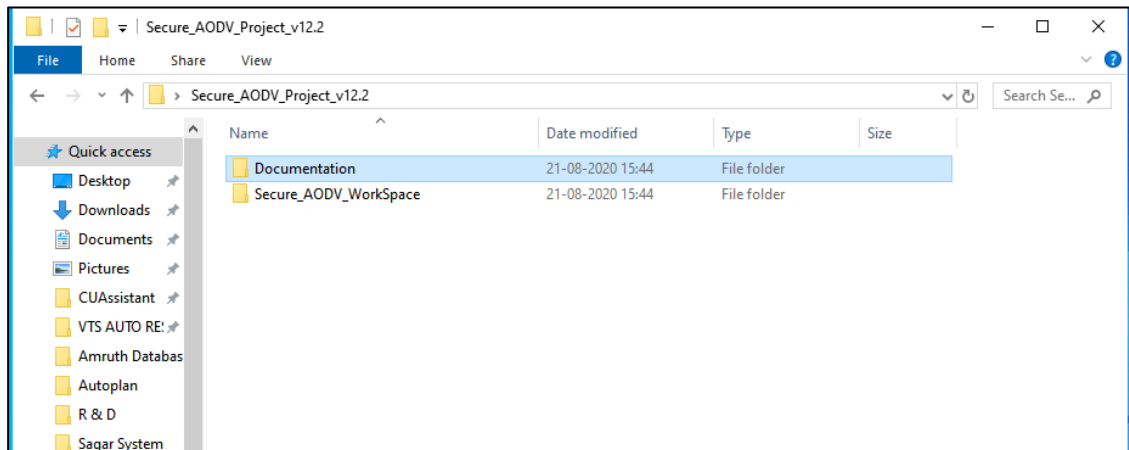 Secure_AODV_Project_v12.2
File Home Share View
Secure_AODV_Project_v12.2 Search Se...
Name Date modified Type Size
Quick access
Documentation 21-08-2020 15:44 File folder
Desktop
Secure_AODV_WorkSpace 21-08-2020 15:44 File folder
Downloads
Documents
Pictures
CUAssistant
VTS AUTO RE
Amruth Databas
Autoplan
R & D
Sagar System